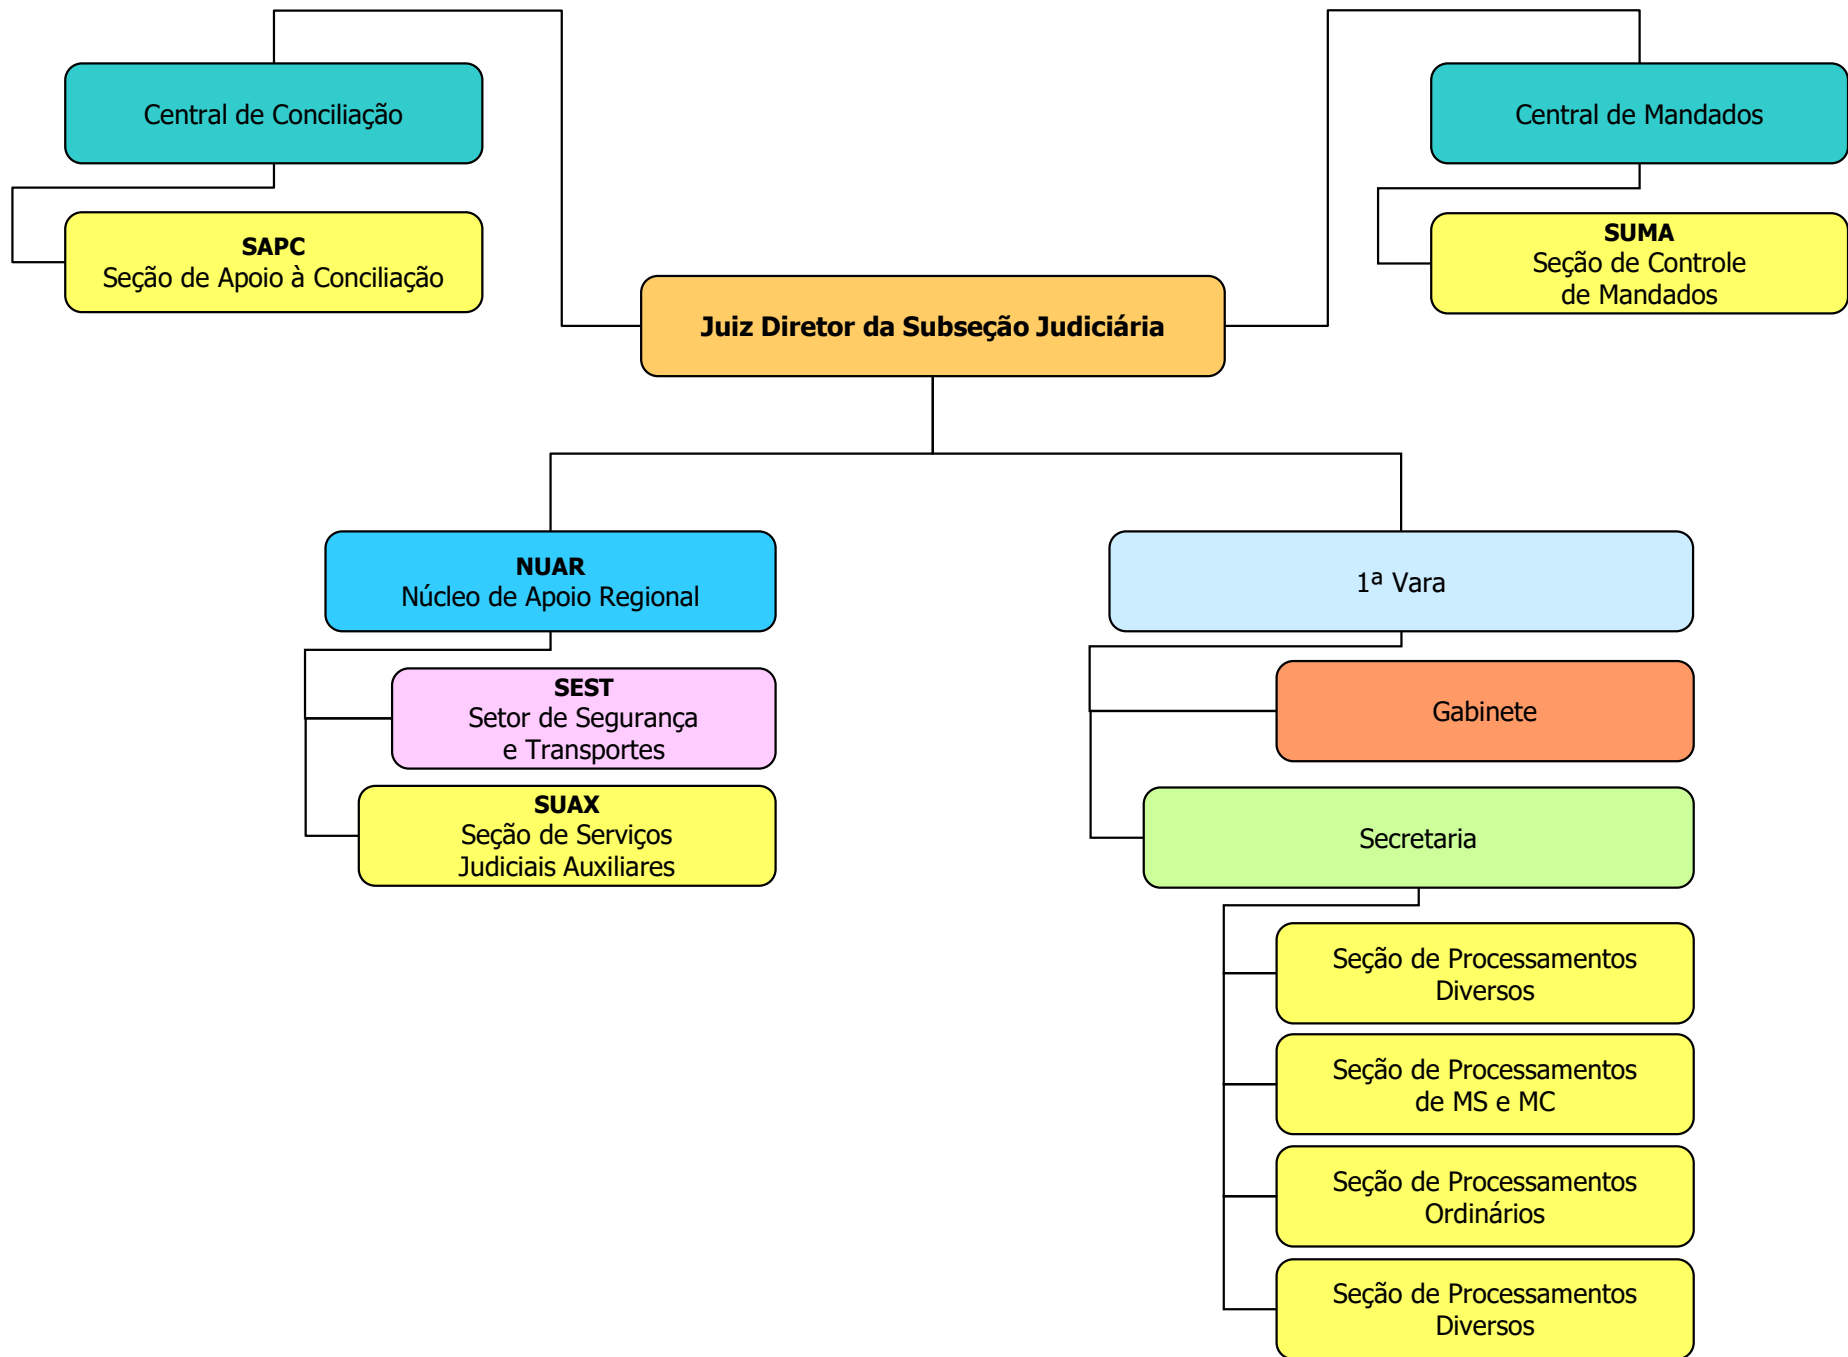 Central de Conciliação
SAPC
Seção de Apoio à Conciliação
Central de Mandados
SUMA
Seção de Controle
de Mandados
Juiz Diretor da Subseção Judiciária
NUAR
Núcleo de Apoio Regional
SEST
Setor de Segurança
e Transportes
SUAX
Seção de Serviços
Judiciais Auxiliares
1ª Vara
Gabinete
Secretaria
Seção de Processamentos
Diversos
Seção de Processamentos
de MS e MC
Seção de Processamentos
Ordinários
Seção de Processamentos
Diversos